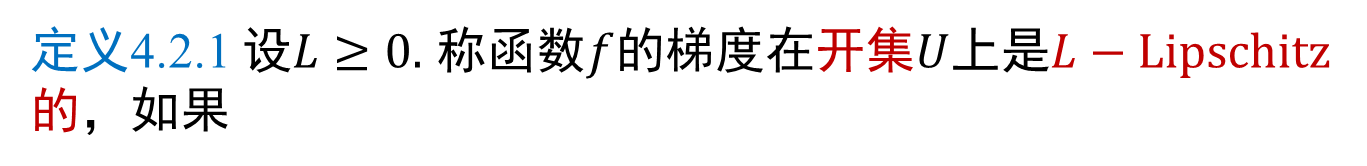 定义4.2.1 设L ≥ 0. 称函数f的梯度在开集U上是L − Lipschitz
的，如果